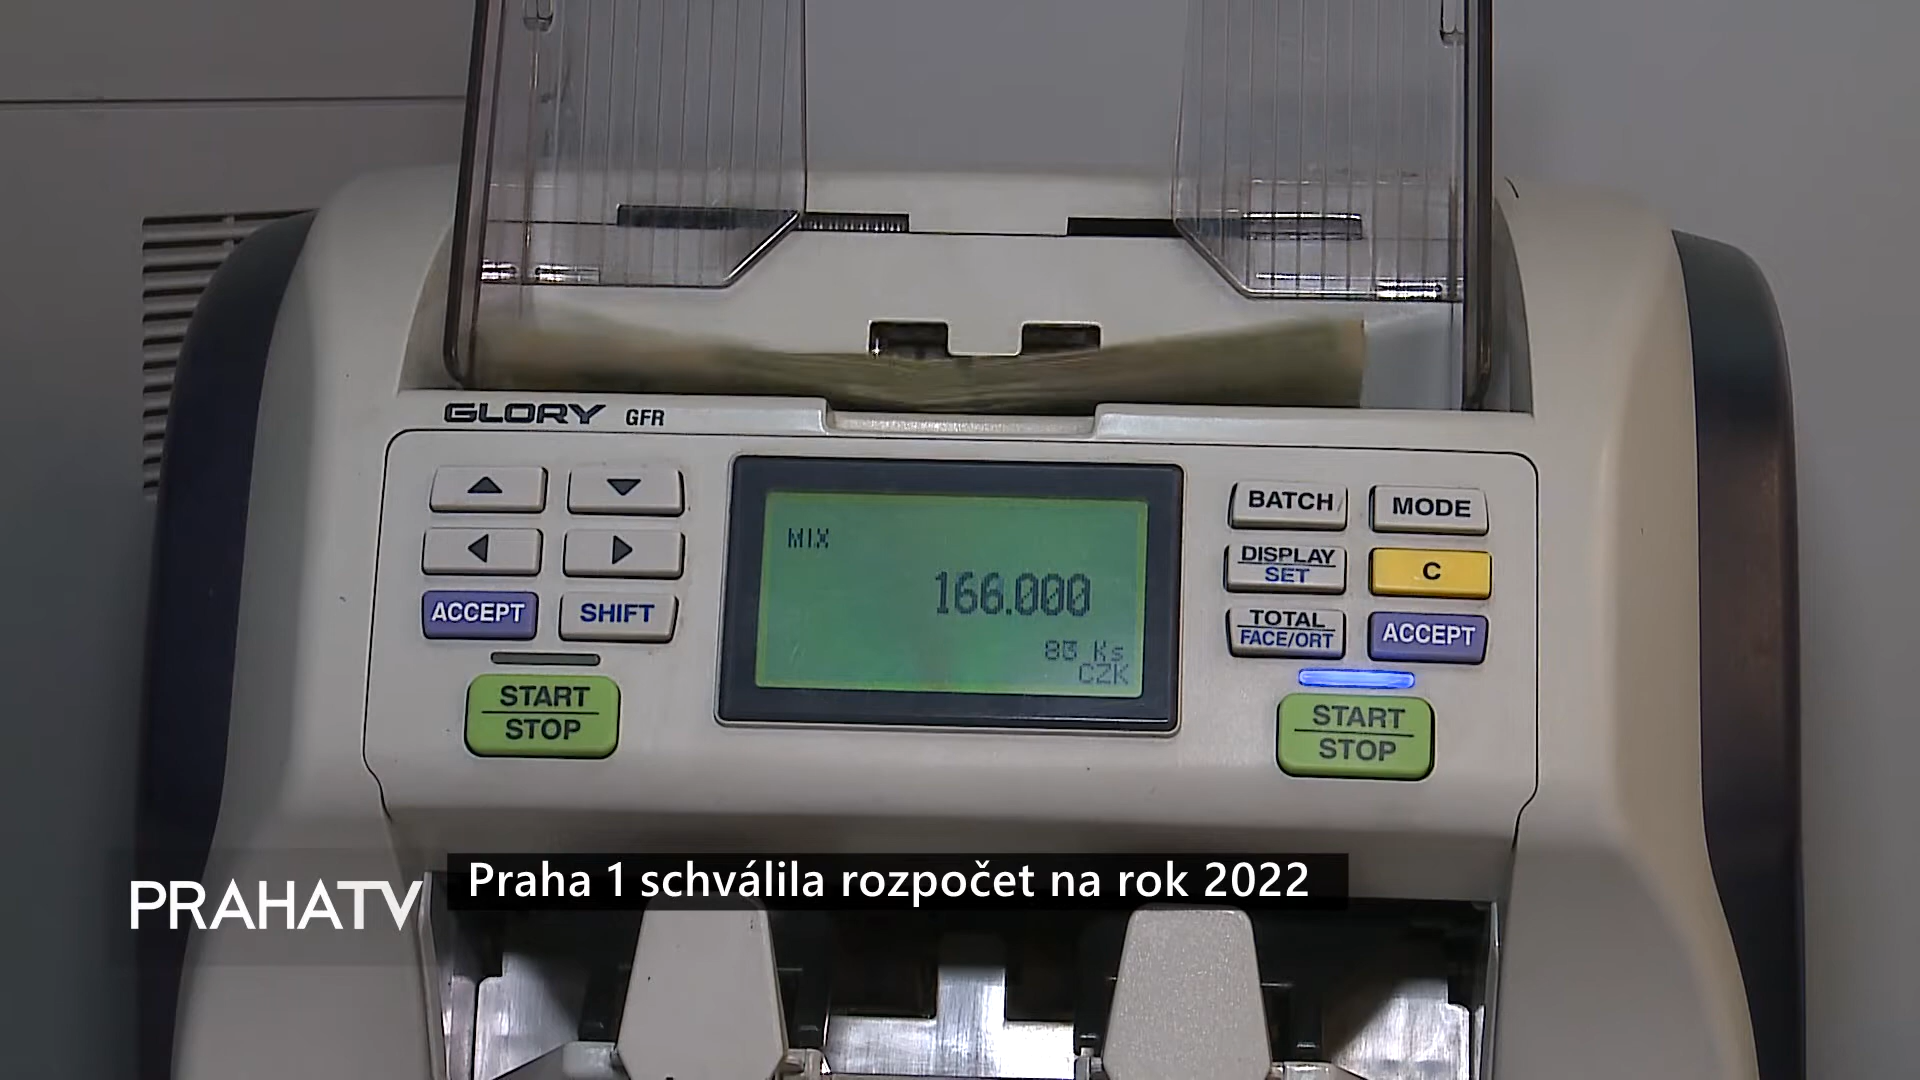 GLORY GFR
BATCH
MODE
MIX
DISPLAY
SET
C
166.000
ACCEPT
SHIFT
TOTAL
FACE/ORT
ACCEPT
Ks
CZK
START
STOP
START
STOP
Praha 1 schválila rozpočet na rok 2022
PRAHATV